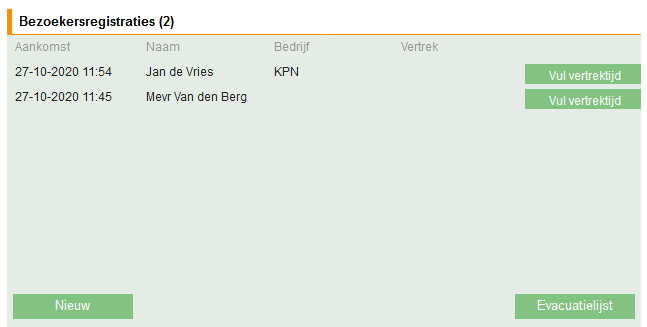 Bezoekersregistraties (2)
Aankomst Naam Bedrijf Vertrek
27-10-2020 11:54 Jan de Vries KPN Vul vertrektijd
27-10-2020 11:45 Mevr Van den Berg Vul vertrektijd
Nieuw Evacuatielijst